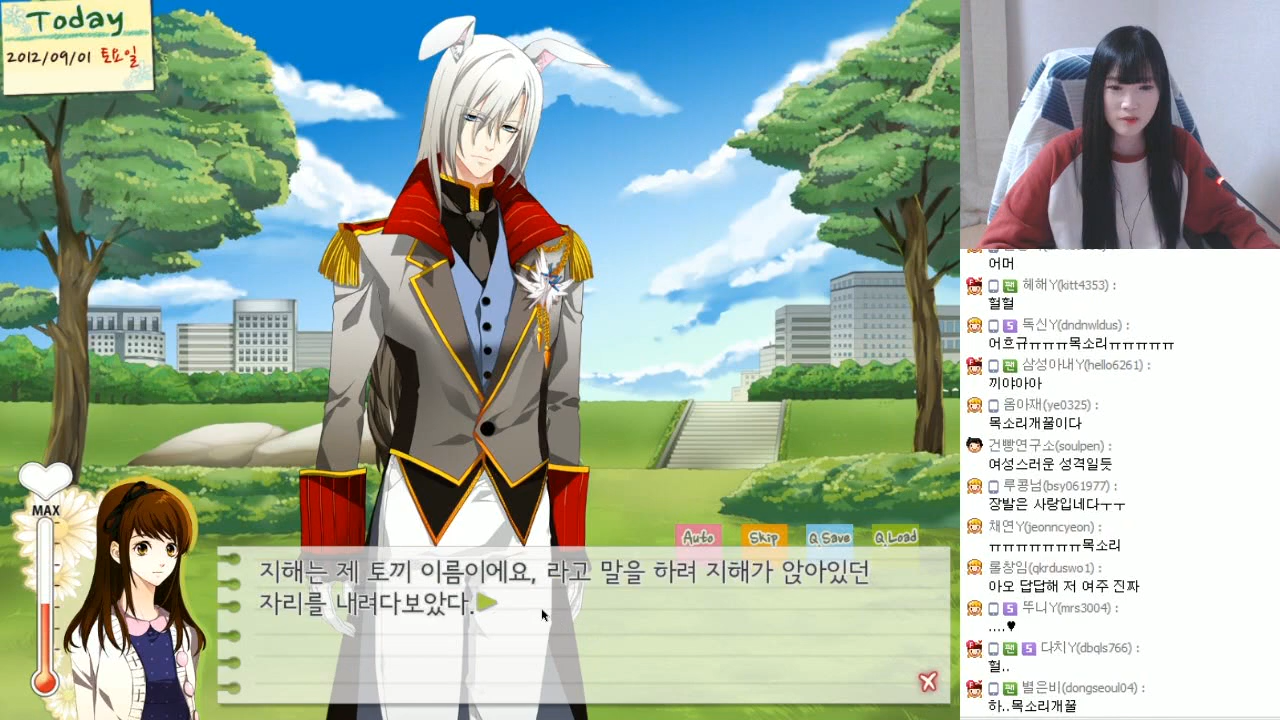 Today
2012/09/01 토요일
MAX
Auto
Skip
Q.Save
Q.Load
지해는 제 토끼 이름이에요, 라고 말을 하려 지해가 앉아있던
자리를 내려다보았다.
어머
팬 혜해Y(kitt4353) :
헐헐
S 독신Y(dndnwldus) :
어흐규ㅠㅠㅠ목소리ㅠㅠㅠㅠㅠ
팬 삼성아내Y(hello6261) :
끼야아아
옴아재(ye0325) :
목소리개꿀이다
건빵연구소(soulpen) :
여성스러운 성격일듯
루콩넘(bsy061977) :
장발은 사랑입네다ㅜㅜ
채연Y(jeonncyeon) :
ㅠㅠㅠㅠㅠㅠㅠ목소리
롤창임(qkrduswo1) :
아오 답답해 저 여주 진짜
S 뚜니Y(mrs3004) :
....♥
팬 S 다치Y(dbqls766) :
헐..
팬 별은비(dongseoul04) :
하..목소리개꿀